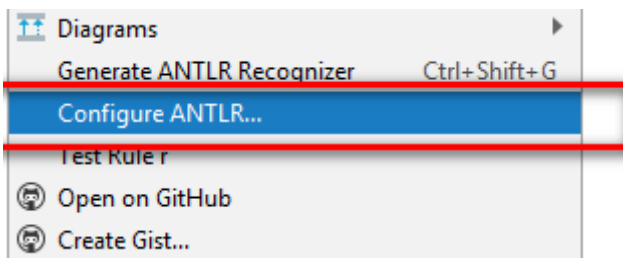 Diagrams
Generate ANTLR Recognizer Ctrl+Shift+G
Configure ANTLR...
Test Rule r
Open on GitHub
Create Gist...